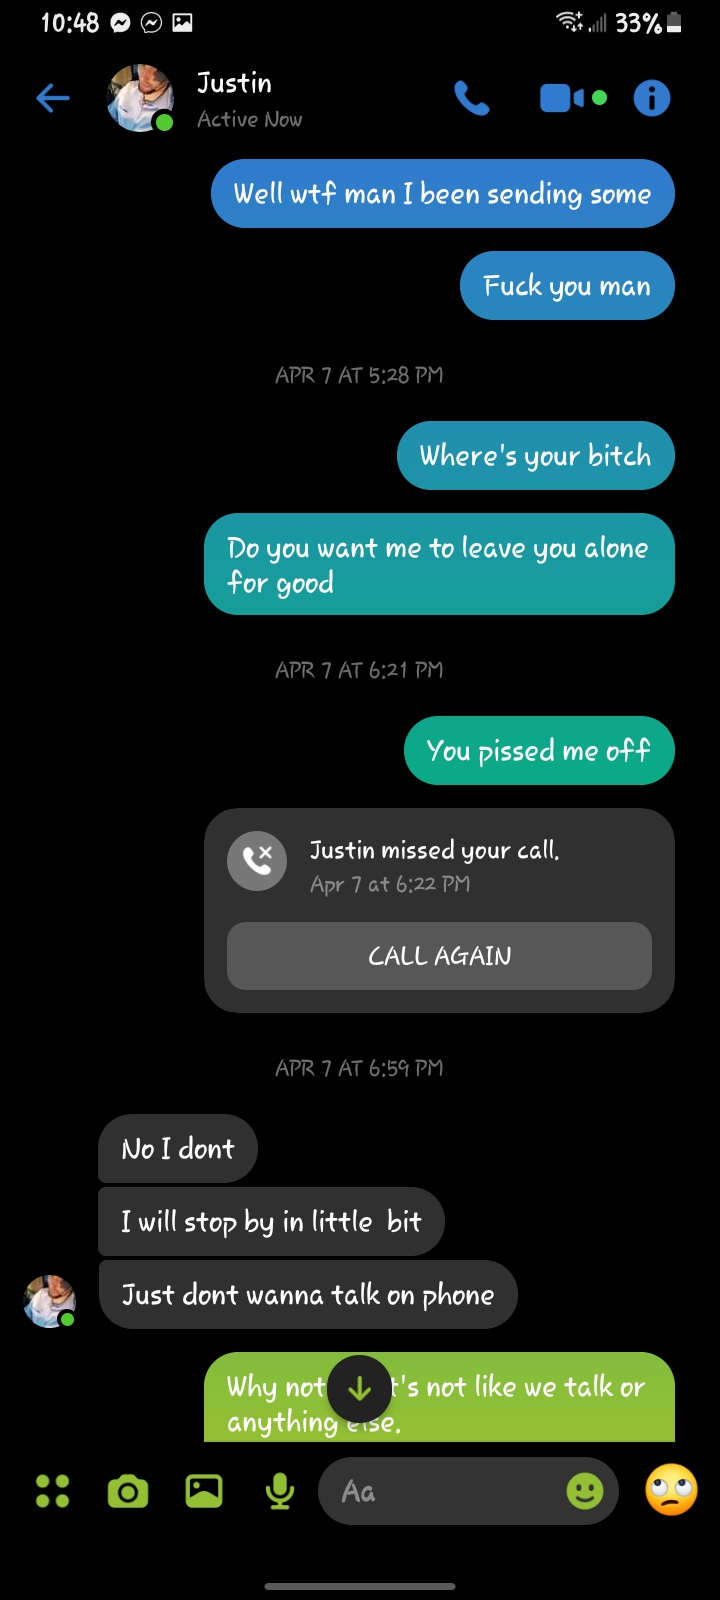 10:48
33%
Justin
Active Now
Well wtf man I been sending some
Fuck you man
APR 7 AT 5:28 PM
Where's your bitch
Do you want me to leave you alone
for good
APR 7 AT 6:21 PM
You pissed me off
Justin missed your call.
Apr 7 at 6:22 PM
CALL AGAIN
APR 7 AT 6:59 PM
No I dont
I will stop by in little bit
Just dont wanna talk on phone
Why not t's not like we talk or
anything else.
Aa